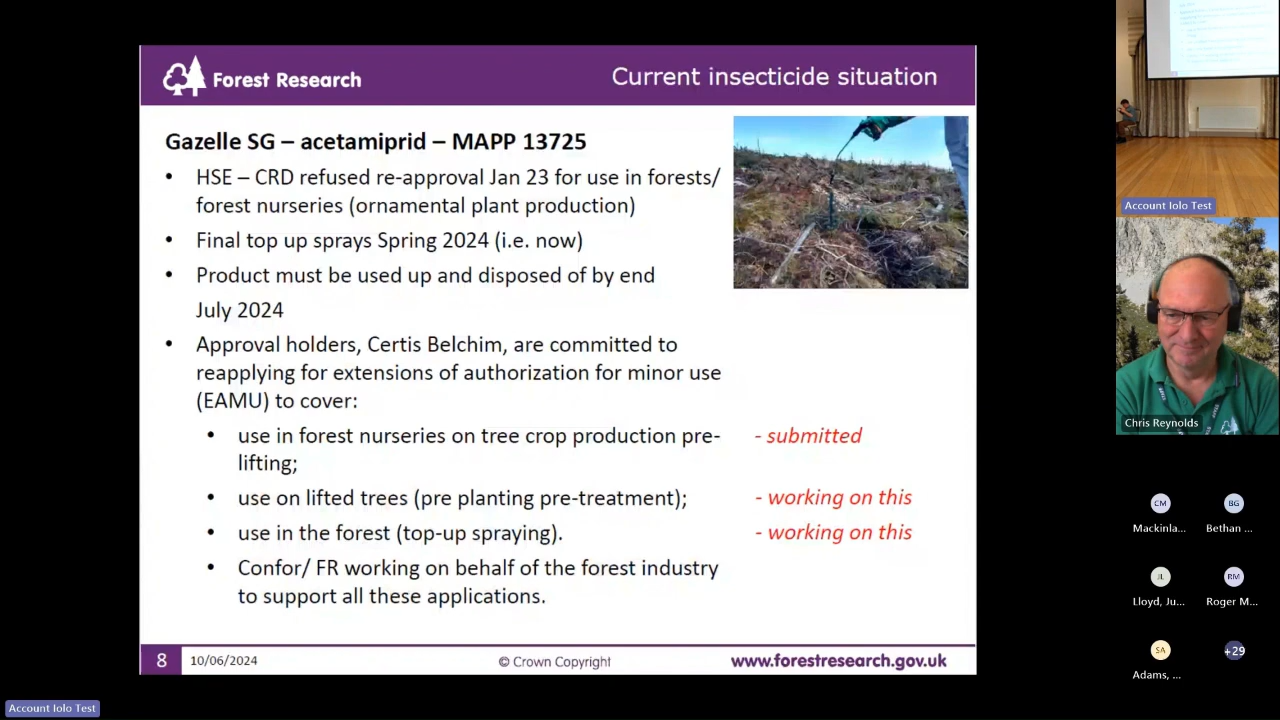 Forest Research
Current insecticide situation
Gazelle SG – acetamiprid – MAPP 13725
• HSE – CRD refused re-approval Jan 23 for use in forests/
forest nurseries (ornamental plant production)
• Final top up sprays Spring 2024 (i.e. now)
• Product must be used up and disposed of by end
July 2024
• Approval holders, Certis Belchim, are committed to
reapplying for extensions of authorization for minor use
(EAMU) to cover:
• use in forest nurseries on tree crop production pre-
lifting;
- submitted
• use on lifted trees (pre planting pre-treatment);
- working on this
• use in the forest (top-up spraying).
- working on this
• Confor/ FR working on behalf of the forest industry
to support all these applications.
8
10/06/2024
© Crown Copyright
www.forestresearch.gov.uk
Account Iolo Test
Account Iolo Test
Chris Reynolds
CM
BG
Mackinla...
Bethan ...
JL
RM
Lloyd, Ju...
Roger M...
SA
+29
Adams, ...